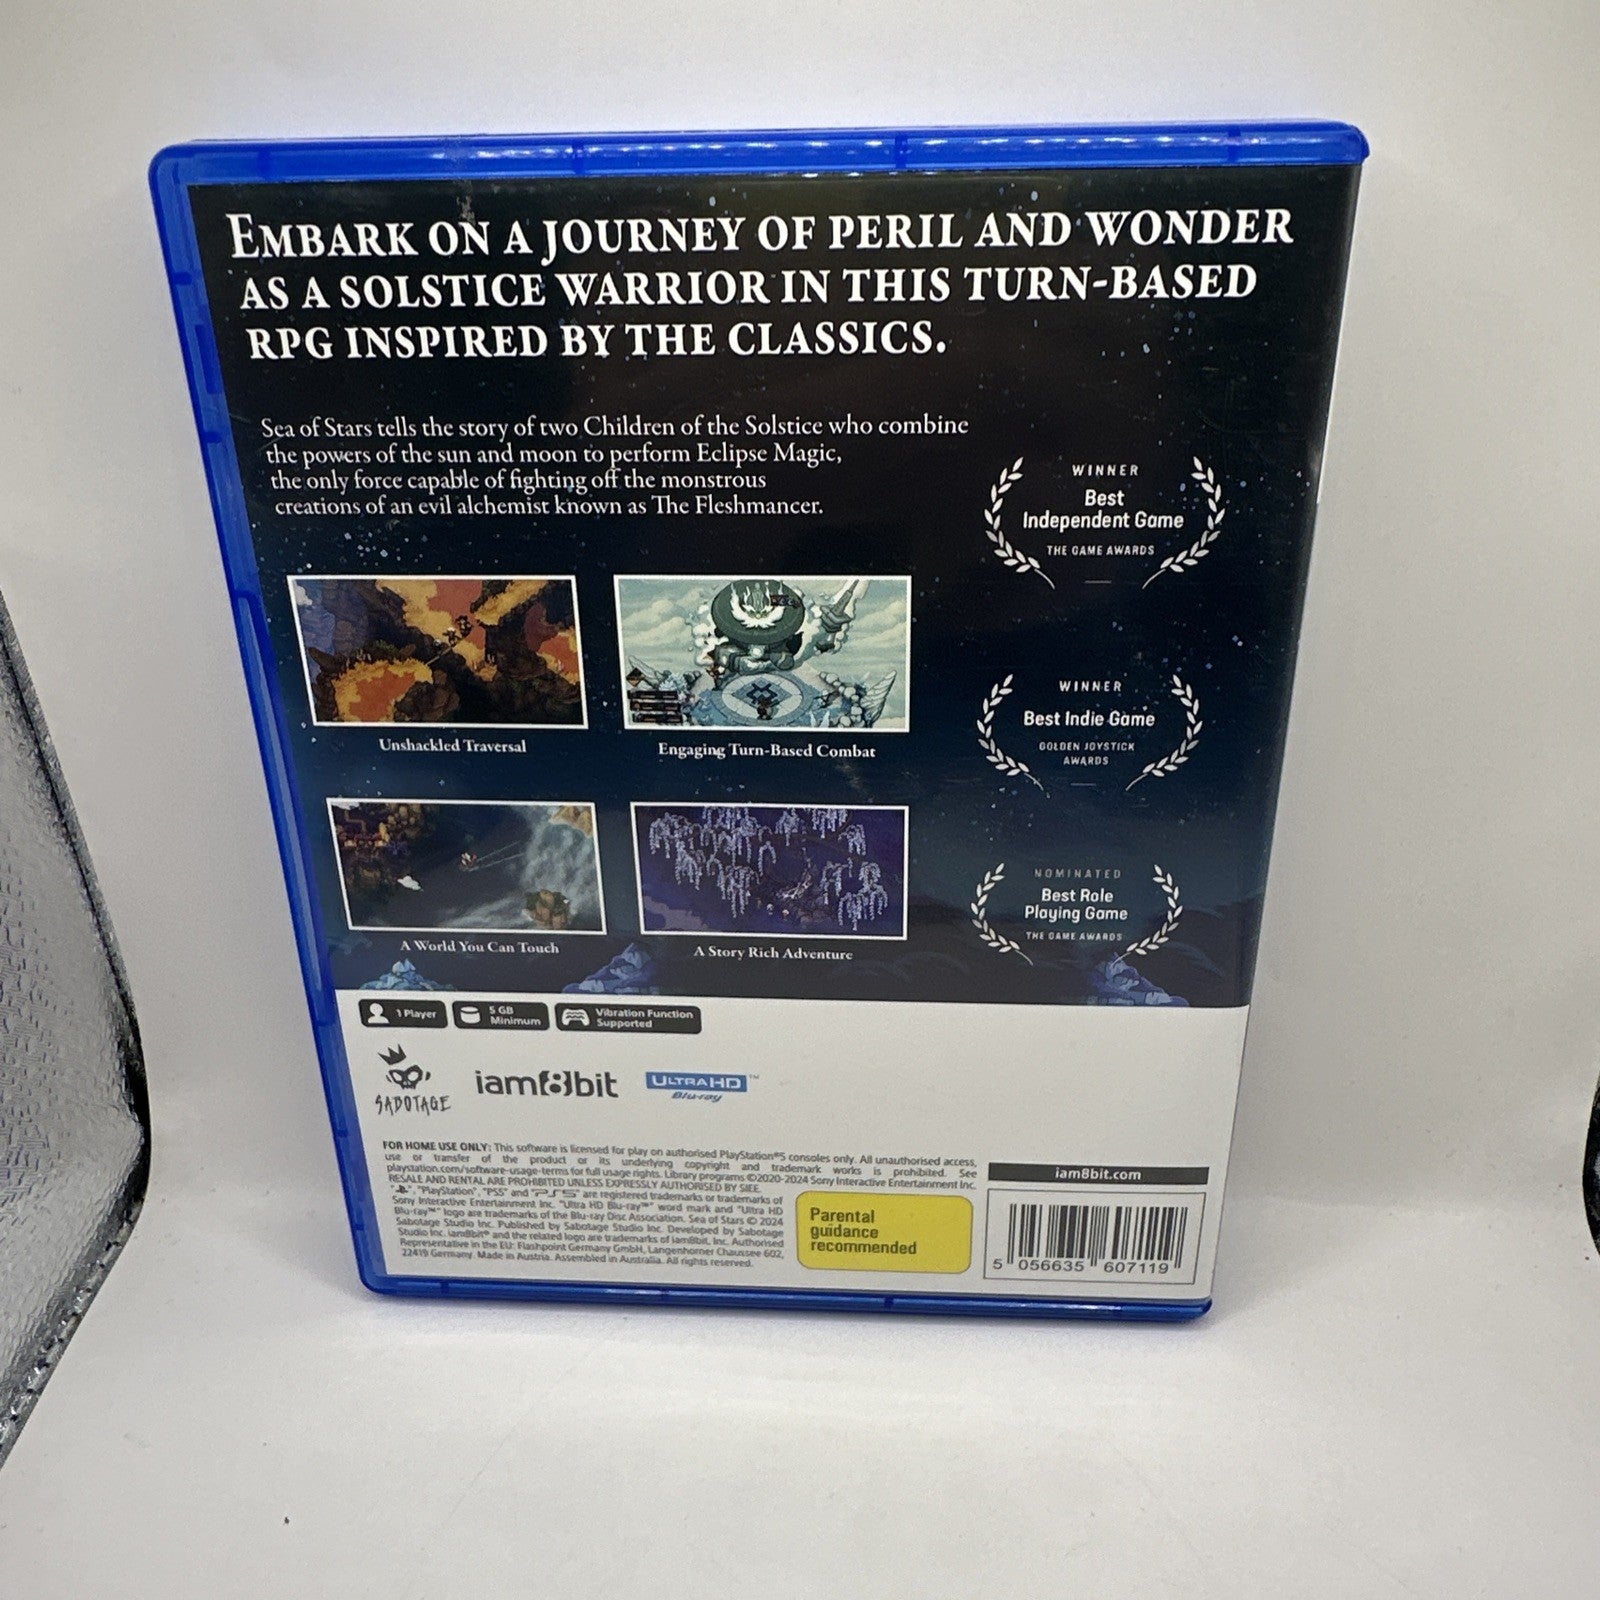 EMBARK ON A JOURNEY OF PERIL AND WONDER
AS A SOLSTICE WARRIOR IN THIS TURN-BASED
RPG INSPIRED BY THE CLASSICS.
Sea of Stars tells the story of two Children of the Solstice who combine
the powers of the sun and moon to perform Eclipse Magic,
the only force capable of fighting off the monstrous
creations of an evil alchemist known as The Fleshmancer.
WINNER
Best
Independent Game
THE GAME AWARDS
Unshackled Traversal
Engaging Turn-Based Combat
WINNER
Best Indie Game
GOLDEN JOYSTICK
AWARDS
A World You Can Touch
A Story Rich Adventure
NOMINATED
Best Role
Playing Game
THE GAME AWARDS
1 Player
5 GB
Minimum
Vibration Function
Supported
SABOTAGE
iam8bit
ULTRA HD
Blu-ray™
FOR HOME USE ONLY: This software is licensed for play on authorised PlayStation®5 consoles only. All unauthorised access,
use or transfer of the product or its underlying copyright and trademark works is prohibited. See
playstation.com/software-usage-terms for full usage rights. Library programs ©2020-2024 Sony Interactive Entertainment Inc.
RESALE AND RENTAL ARE PROHIBITED UNLESS EXPRESSLY AUTHORISED BY SIEE.
"PlayStation", "PS5" and "PS5" are registered trademarks or trademarks of
Sony Interactive Entertainment Inc. "Ultra HD Blu-ray™" word mark and "Ultra HD
Blu-ray™" logo are trademarks of the Blu-ray Disc Association. Sea of Stars © 2024
Sabotage Studio Inc. Published by Sabotage Studio Inc. Developed by Sabotage
Studio Inc. iam8bit® and the related logo are trademarks of iam8bit, Inc. Authorised
Representative in the EU: Flashpoint Germany GmbH, Langenhorner Chaussee 602,
22419 Germany. Made in Austria. Assembled in Australia. All rights reserved.
Parental
guidance
recommended
iam8bit.com
5 056635 607119